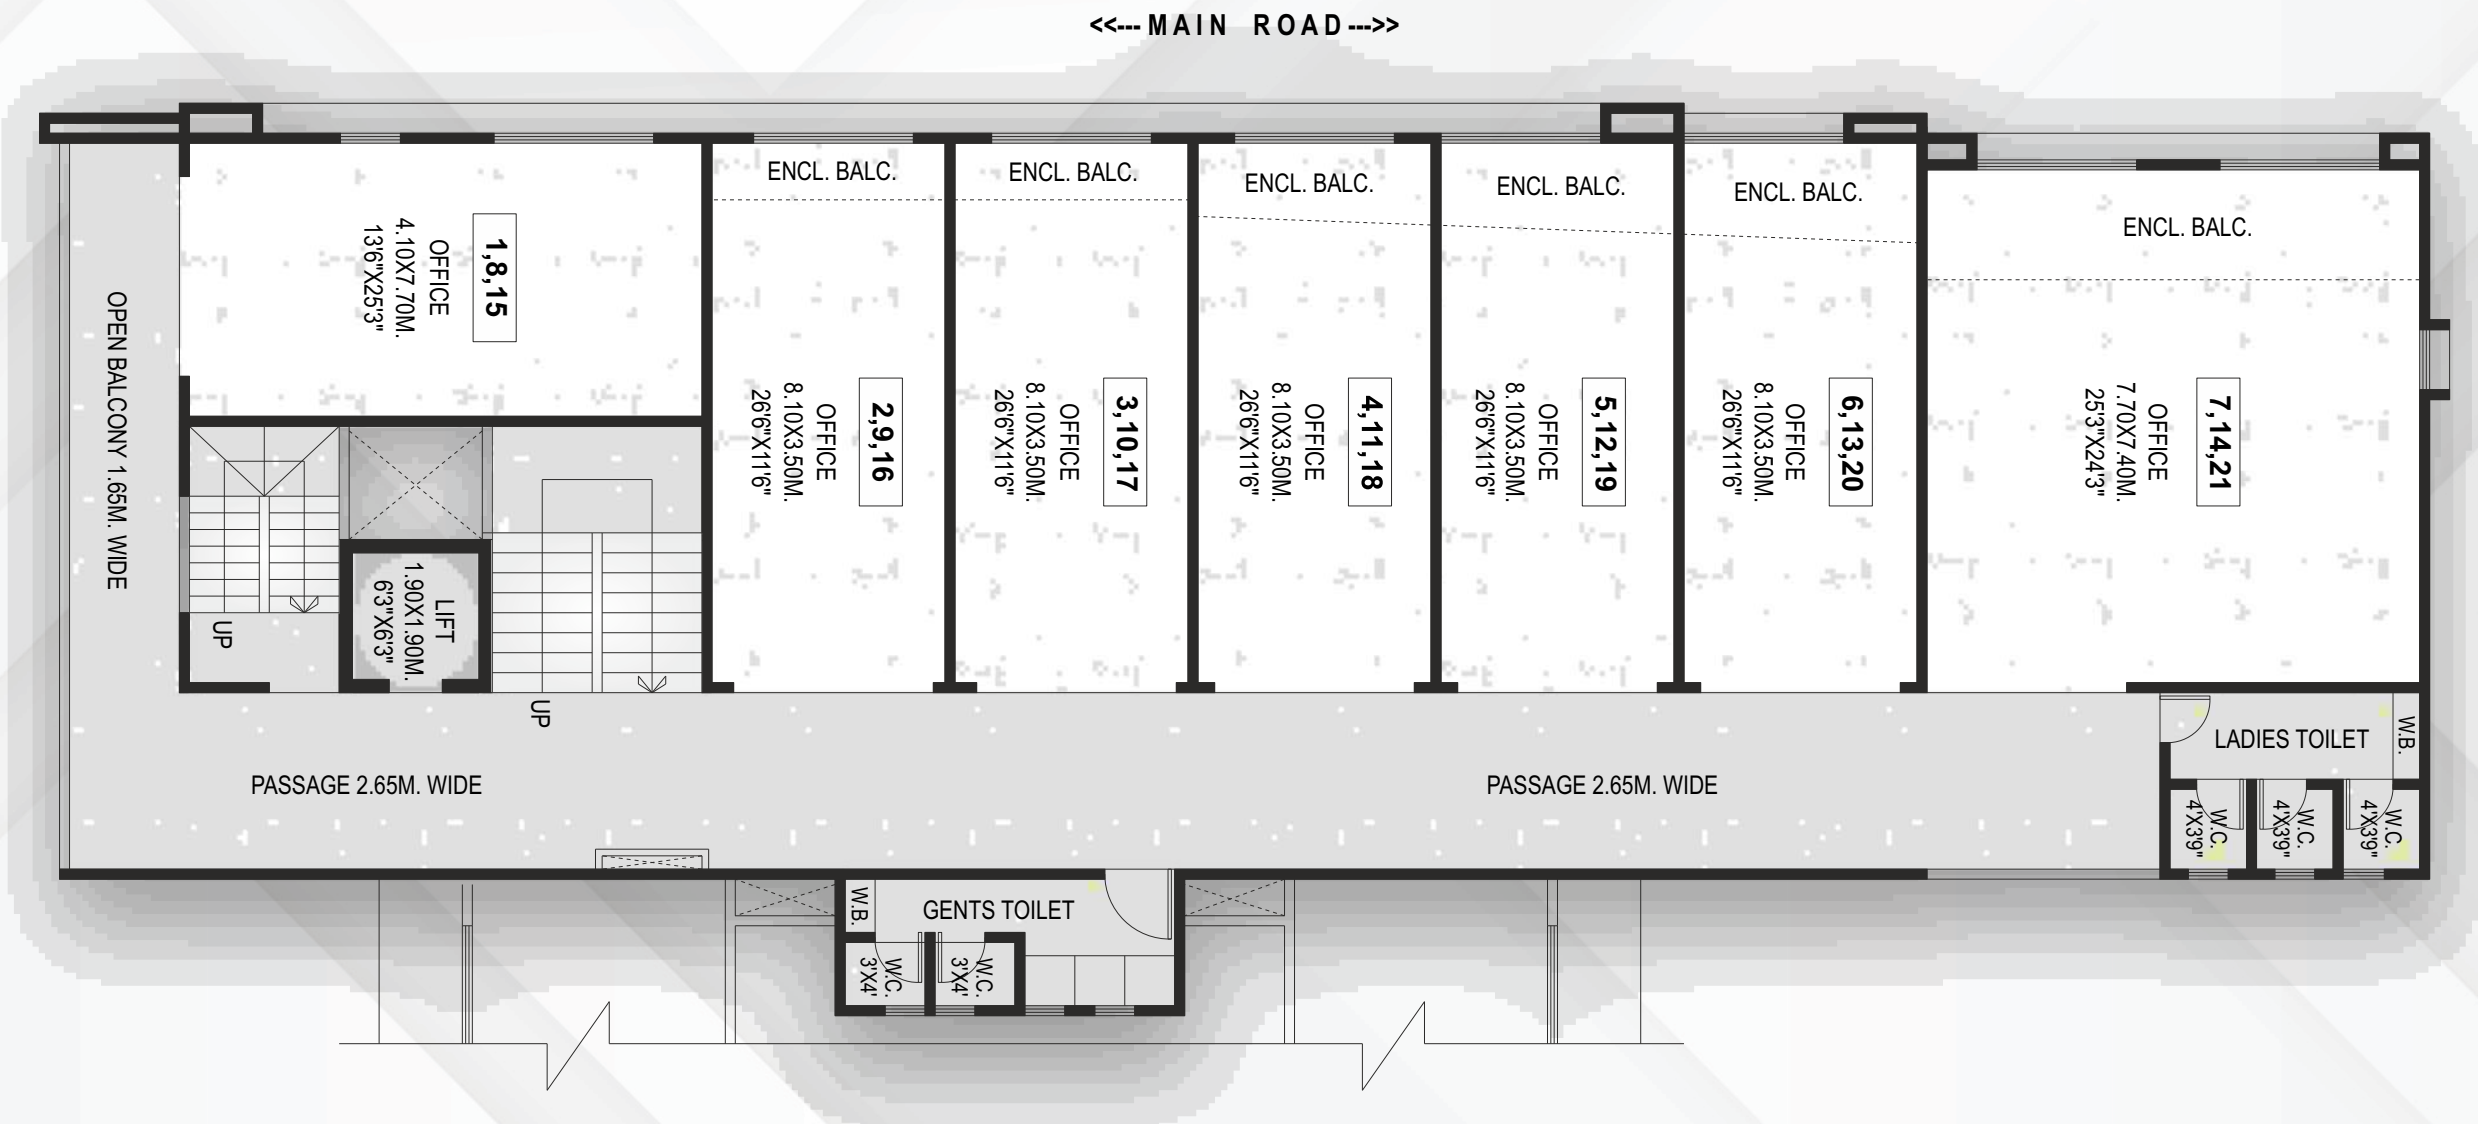 <<--- MAIN ROAD --->>
OPEN BALCONY 1.65M. WIDE
1,8,15
OFFICE
4.10X7.70M.
13'6"X25'3"
ENCL. BALC.
2,9,16
OFFICE
8.10X3.50M.
26'6"X11'6"
ENCL. BALC.
3,10,17
OFFICE
8.10X3.50M.
26'6"X11'6"
ENCL. BALC.
4,11,18
OFFICE
8.10X3.50M.
26'6"X11'6"
ENCL. BALC.
5,12,19
OFFICE
8.10X3.50M.
26'6"X11'6"
ENCL. BALC.
6,13,20
OFFICE
8.10X3.50M.
26'6"X11'6"
ENCL. BALC.
7,14,21
OFFICE
7.70X7.40M.
25'3"X24'3"
UP
LIFT
1.90X1.90M.
6'3"X6'3"
UP
PASSAGE 2.65M. WIDE
PASSAGE 2.65M. WIDE
LADIES TOILET
W.B.
W.C.
4'X3'9"
W.C.
4'X3'9"
W.C.
4'X3'9"
W.B.
GENTS TOILET
W.C.
3'X4'
W.C.
3'X4'